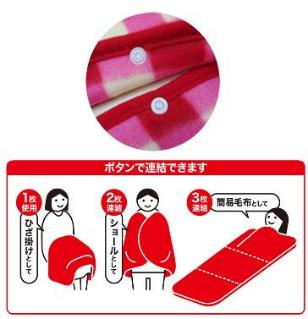 ボタンで連結できます
1枚
使用
ひざ掛けとして
2枚
連結
ショールとして
3枚
連結
簡易毛布として